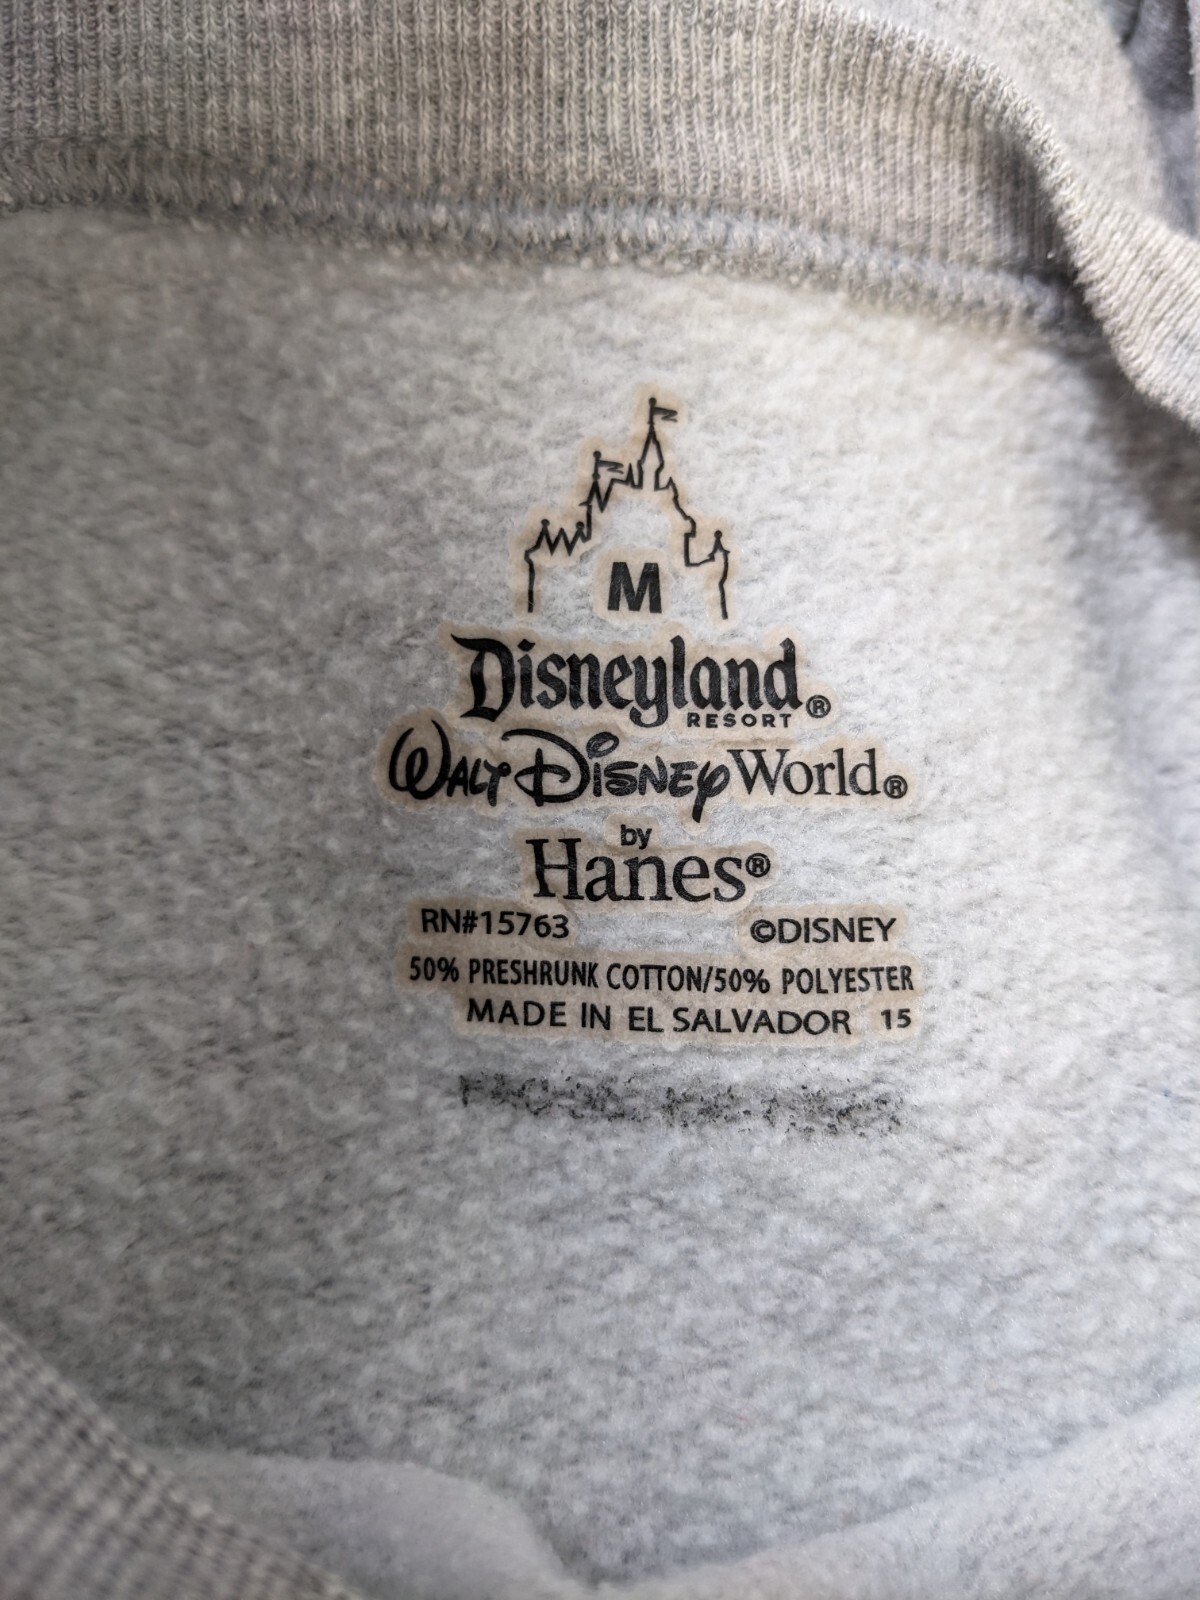 M
Disneyland®
RESORT
WALT DISNEY World®
by
Hanes®
RN#15763 ©DISNEY
50% PRESHRUNK COTTON/50% POLYESTER
MADE IN EL SALVADOR 15